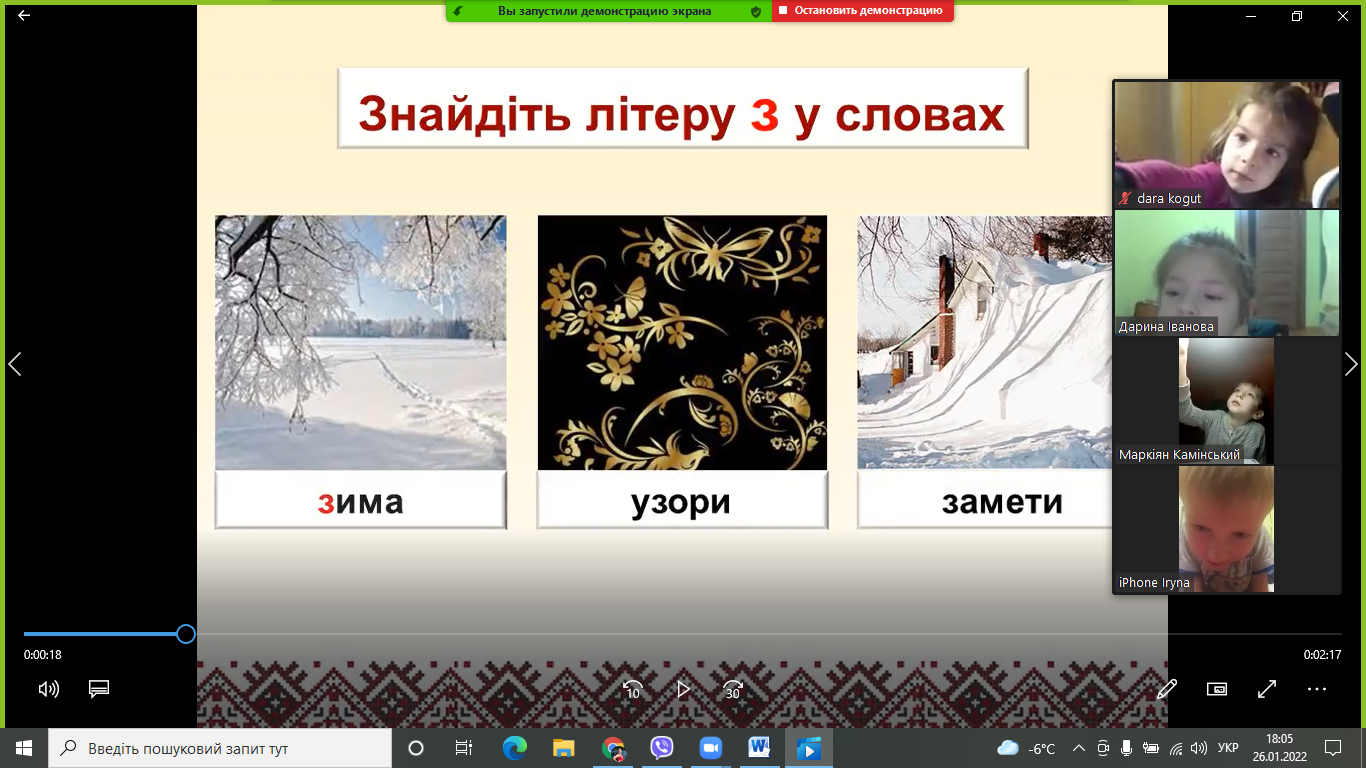 Вы запустили демонстрацию экрана
Остановить демонстрацию
Знайдіть літеру з у словах
зима
узори
замети
dara kogut
Дарина Іванова
Маркіян Камінський
iPhone Iryna
0:00:18
0:02:17
10
30
Введіть пошуковий запит тут
-6°C
УКР
18:05
26.01.2022